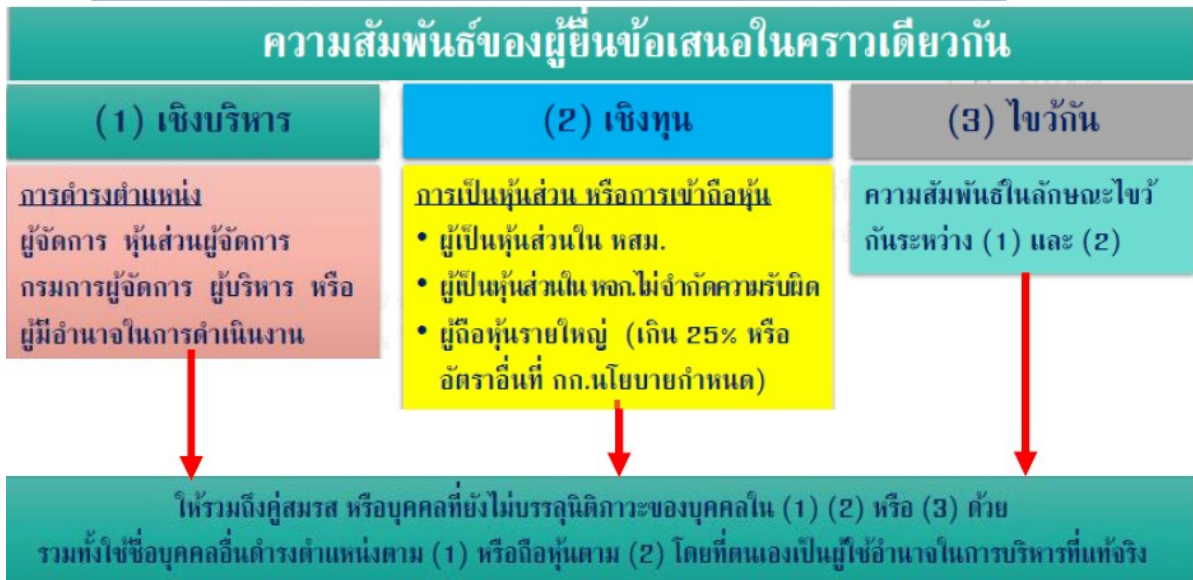 ความสัมพันธ์ของผู้ยื่นข้อเสนอในคราวเดียวกัน
(1) เชิงบริหาร
การดำรงตำแหน่ง
ผู้จัดการ หุ้นส่วนผู้จัดการ
กรมการผู้จัดการ ผู้บริหาร หรือ
ผู้มีอำนาจในการดำเนินงาน
(2) เชิงทุน
การเป็นหุ้นส่วน หรือการเข้าถือหุ้น
• ผู้เป็นหุ้นส่วนใน หสม.
• ผู้เป็นหุ้นส่วนใน หจก.ไม่จำกัดความรับผิด
• ผู้ถือหุ้นรายใหญ่ (เกิน 25% หรือ
อัตราอื่นที่ กก.นโยบายกำหนด)
(3) ไขว้กัน
ความสัมพันธ์ในลักษณะไขว้
กันระหว่าง (1) และ (2)
ให้รวมถึงคู่สมรส หรือบุคคลที่ยังไม่บรรลุนิติภาวะของบุคคลใน (1) (2) หรือ (3) ด้วย
รวมทั้งใช้ชื่อบุคคลอื่นดำรงตำแหน่งตาม (1) หรือถือหุ้นตาม (2) โดยที่ตนเองเป็นผู้ใช้อำนาจในการบริหารที่แท้จริง